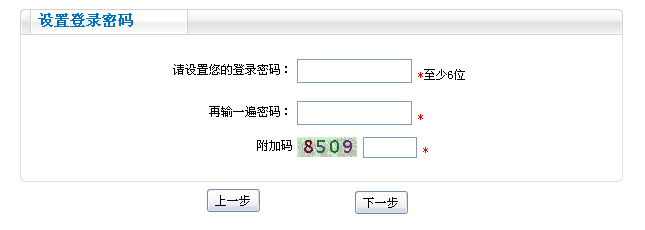 设置登录密码
请设置您的登录密码： *至少6位
再输一遍密码： *
附加码 8509 *
上一步 下一步